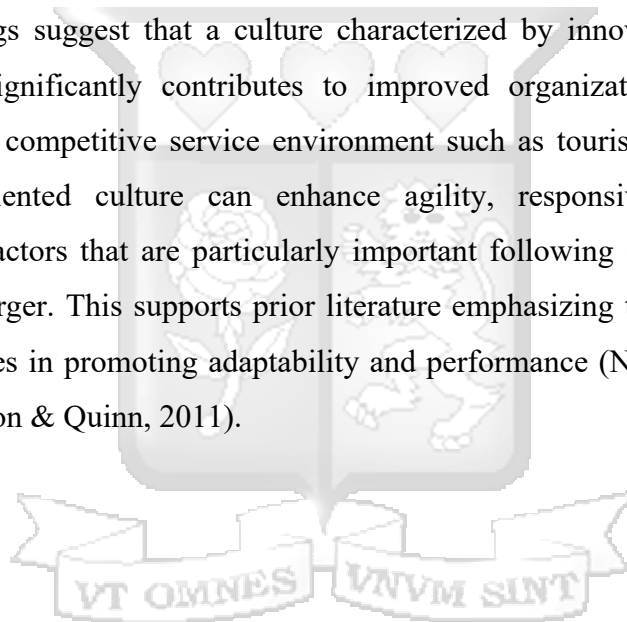 gs suggest that a culture characterized by innov
ignificantly contributes to improved organizat
competitive service environment such as touris
ented culture can enhance agility, responsi
actors that are particularly important following
rger. This supports prior literature emphasizing t
es in promoting adaptability and performance (N
on & Quinn, 2011).
VT OMNES VNVM SINT